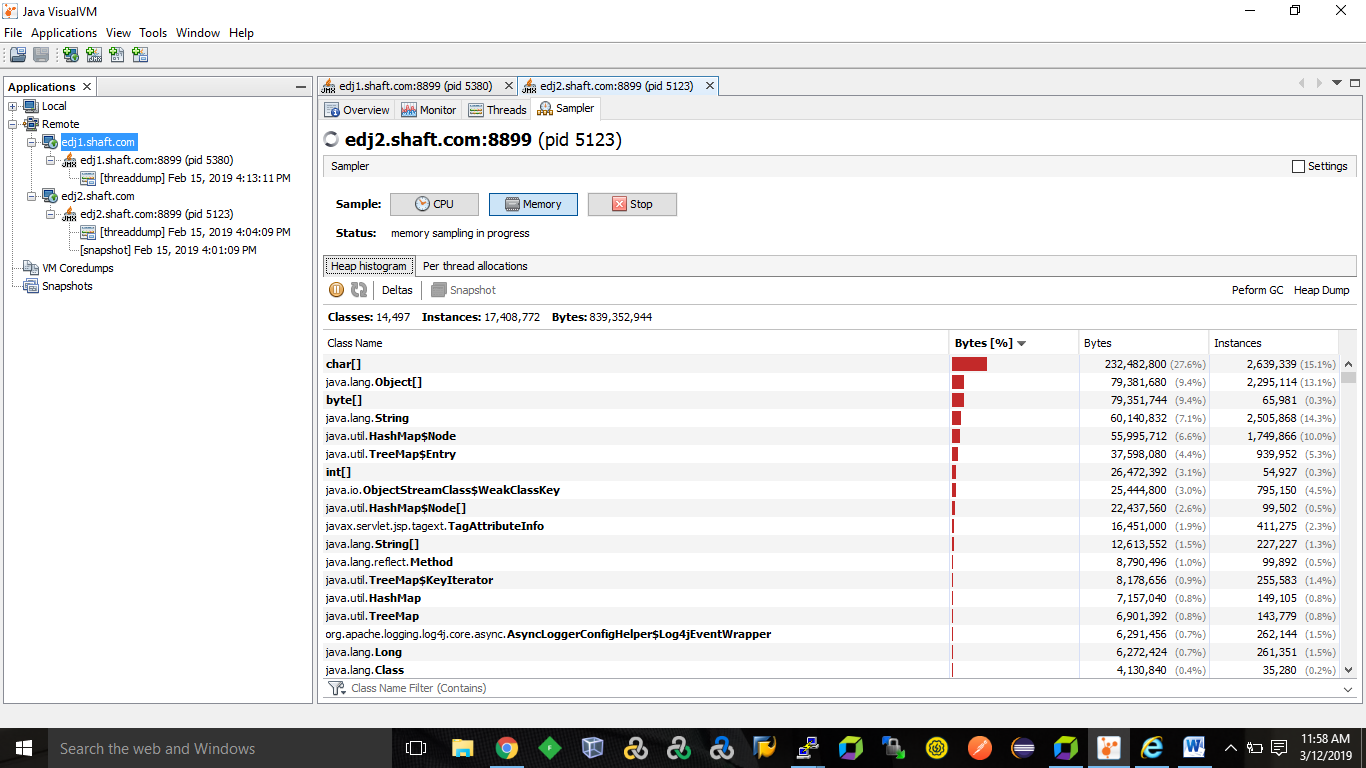 Java VisualVM
File Applications View Tools Window Help
Applications
Local
Remote
edj1.shaft.com
edj1.shaft.com:8899 (pid 5380)
[threaddump] Feb 15, 2019 4:13:11 PM
edj2.shaft.com
edj2.shaft.com:8899 (pid 5123)
[threaddump] Feb 15, 2019 4:04:09 PM
[snapshot] Feb 15, 2019 4:01:09 PM
VM Coredumps
Snapshots
edj1.shaft.com:8899 (pid 5380) edj2.shaft.com:8899 (pid 5123)
Overview Monitor Threads Sampler
edj2.shaft.com:8899 (pid 5123)
Sampler Settings
Sample: CPU Memory Stop
Status: memory sampling in progress
Heap histogram Per thread allocations
Deltas Snapshot Peform GC Heap Dump
Classes: 14,497 Instances: 17,408,772 Bytes: 839,352,944
Class Name Bytes [%] Bytes Instances
char[] 232,482,800 (27.6%) 2,639,339 (15.1%)
java.lang.Object[] 79,381,680 (9.4%) 2,295,114 (13.1%)
byte[] 79,351,744 (9.4%) 65,981 (0.3%)
java.lang.String 60,140,832 (7.1%) 2,505,868 (14.3%)
java.util.HashMap$Node 55,995,712 (6.6%) 1,749,866 (10.0%)
java.util.TreeMap$Entry 37,598,080 (4.4%) 939,952 (5.3%)
int[] 26,472,392 (3.1%) 54,927 (0.3%)
java.io.ObjectStreamClass$WeakClassKey 25,444,800 (3.0%) 795,150 (4.5%)
java.util.HashMap$Node[] 22,437,560 (2.6%) 99,502 (0.5%)
javax.servlet.jsp.tagext.TagAttributeInfo 16,451,000 (1.9%) 411,275 (2.3%)
java.lang.String[] 12,613,552 (1.5%) 227,227 (1.3%)
java.lang.reflect.Method 8,790,496 (1.0%) 99,892 (0.5%)
java.util.TreeMap$KeyIterator 8,178,656 (0.9%) 255,583 (1.4%)
java.util.HashMap 7,157,040 (0.8%) 149,105 (0.8%)
java.util.TreeMap 6,901,392 (0.8%) 143,779 (0.8%)
org.apache.logging.log4j.core.async.AsyncLoggerConfigHelper$Log4jEventWrapper 6,291,456 (0.7%) 262,144 (1.5%)
java.lang.Long 6,272,424 (0.7%) 261,351 (1.5%)
java.lang.Class 4,130,840 (0.4%) 35,280 (0.2%)
Class Name Filter (Contains)
Search the web and Windows
11:58 AM
3/12/2019